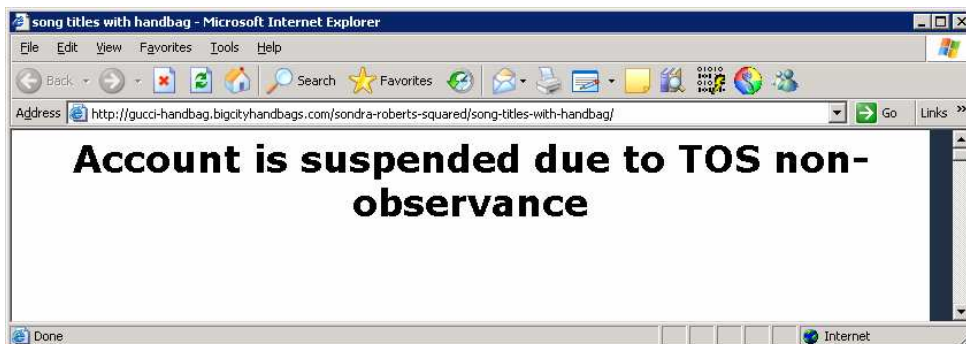 song titles with handbag - Microsoft Internet Explorer
File Edit View Favorites Tools Help
Back Search Favorites
Address http://gucci-handbag.bigcityhandbags.com/sondra-roberts-squared/song-titles-with-handbag/ Go Links »
Account is suspended due to TOS non-
observance
Done Internet